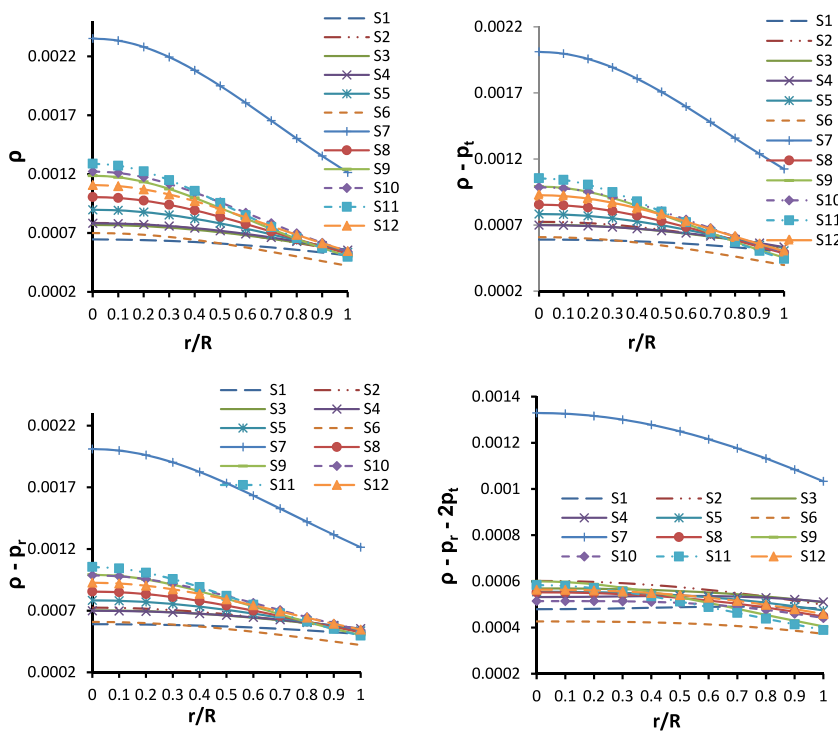 0.0022
0.0017
0.0012
0.0007
0.0002
ρ
0 0.1 0.2 0.3 0.4 0.5 0.6 0.7 0.8 0.9 1
r/R
S1
S2
S3
S4
S5
S6
S7
S8
S9
S10
S11
S12
0.0022
0.0017
0.0012
0.0007
0.0002
ρ - pt
0 0.1 0.2 0.3 0.4 0.5 0.6 0.7 0.8 0.9 1
r/R
S1
S2
S3
S4
S5
S6
S7
S8
S9
S10
S11
S12
0.0022
0.0017
0.0012
0.0007
0.0002
ρ - pr
0 0.1 0.2 0.3 0.4 0.5 0.6 0.7 0.8 0.9 1
r/R
S1 S2
S3 S4
S5 S6
S7 S8
S9 S10
S11 S12
0.0014
0.0012
0.001
0.0008
0.0006
0.0004
0.0002
ρ - pr - 2pt
0 0.1 0.2 0.3 0.4 0.5 0.6 0.7 0.8 0.9 1
r/R
S1 S2 S3
S4 S5 S6
S7 S8 S9
S10 S11 S12